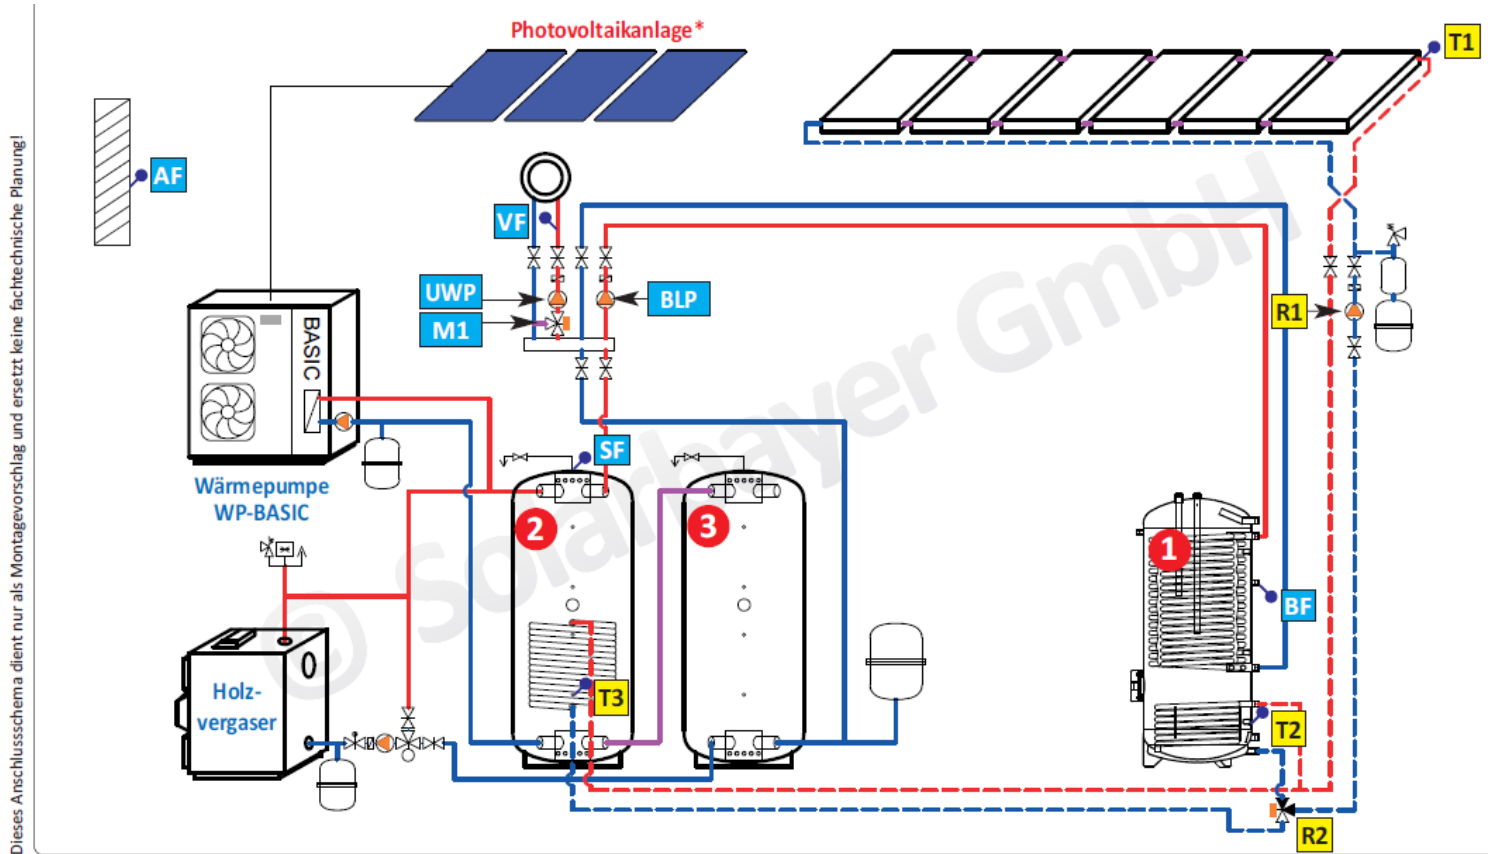 Dieses Anschlussschema dient nur als Montagevorschlag und ersetzt keine fachtechnische Planung!
Photovoltaikanlage*
T1
AF
VF
UWP
BLP
M1
R1
BASIC
SF
Wärmepumpe
WP-BASIC
2
3
1
BF
Holz-
vergaser
T3
T2
R2
© Solarbayer GmbH